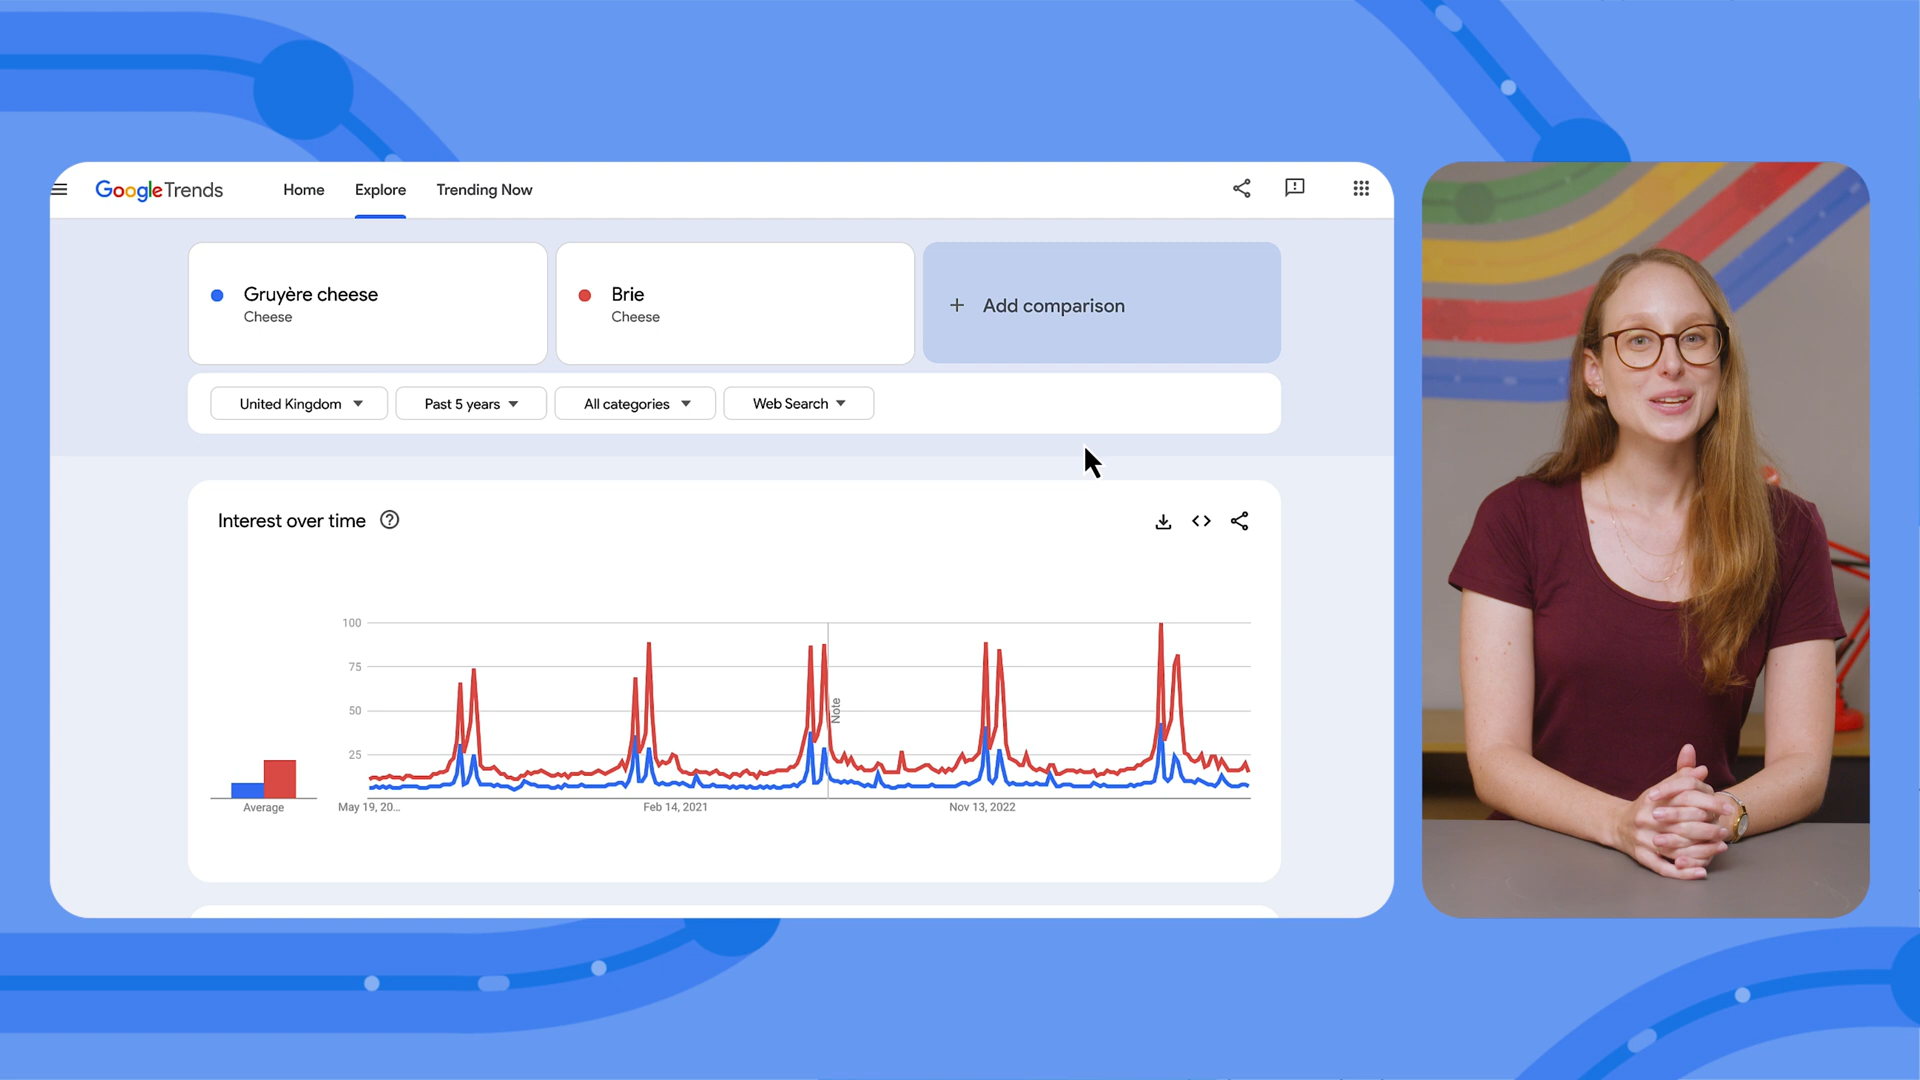 Google Trends
Home
Explore
Trending Now
Gruyère cheese
Cheese
Brie
Cheese
+ Add comparison
United Kingdom
Past 5 years
All categories
Web Search
Interest over time
100
75
50
25
Note
Average
May 19, 20...
Feb 14, 2021
Nov 13, 2022